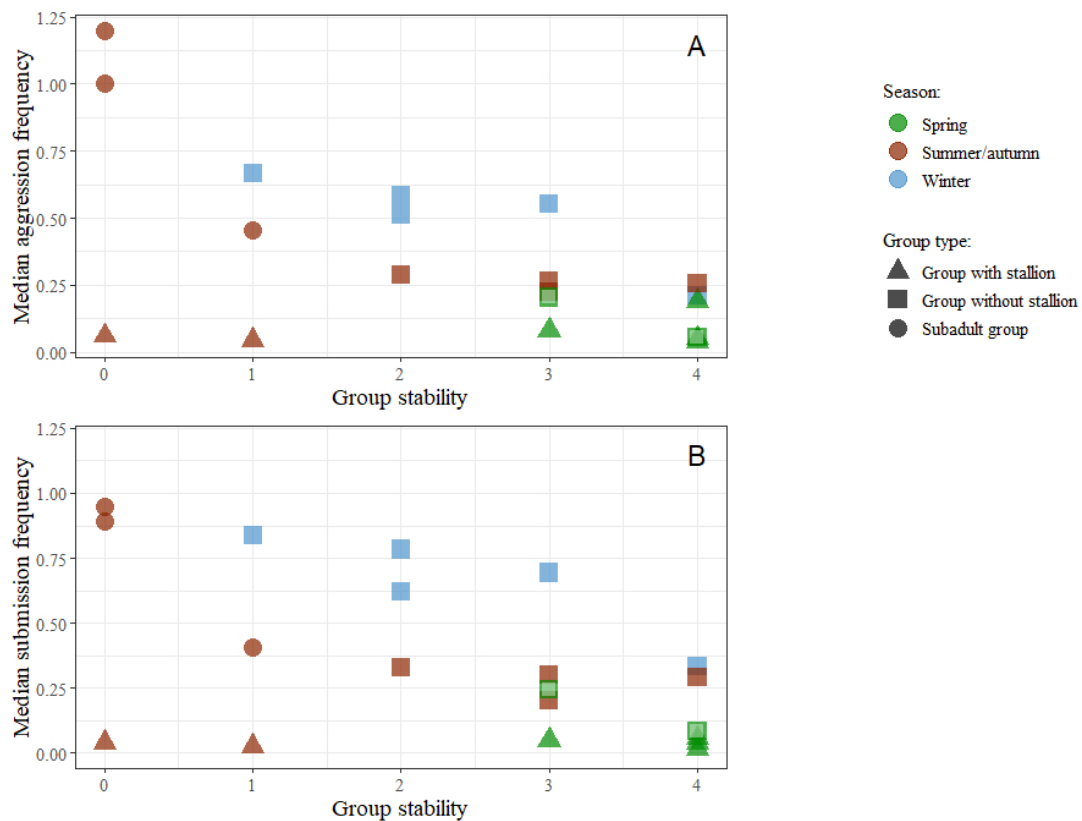 1.25
A
1.00
0.75
0.50
0.25
0.00
Median aggression frequency
0 1 2 3 4
Group stability
1.25
B
1.00
0.75
0.50
0.25
0.00
Median submission frequency
0 1 2 3 4
Group stability
Season:
Spring
Summer/autumn
Winter
Group type:
Group with stallion
Group without stallion
Subadult group